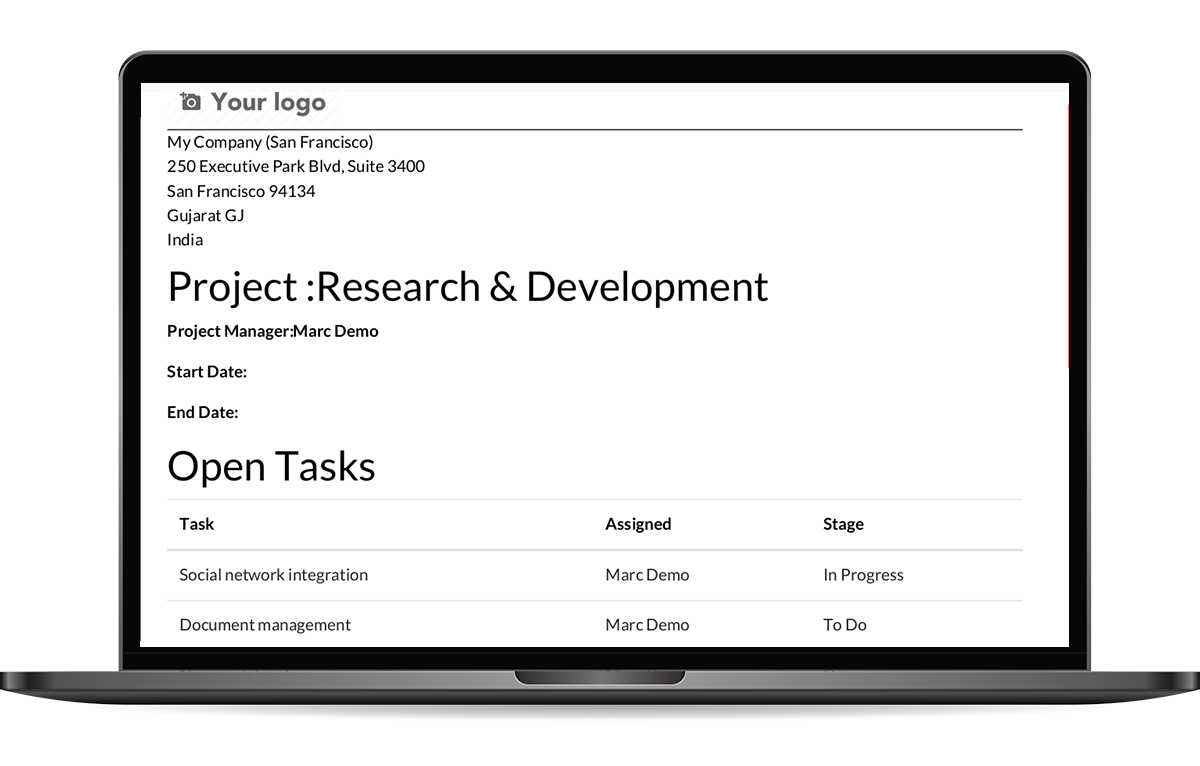 Your logo
My Company (San Francisco)
250 Executive Park Blvd, Suite 3400
San Francisco 94134
Gujarat GJ
India
Project :Research & Development
Project Manager:Marc Demo
Start Date:
End Date:
Open Tasks
Task Assigned Stage
Social network integration Marc Demo In Progress
Document management Marc Demo To Do